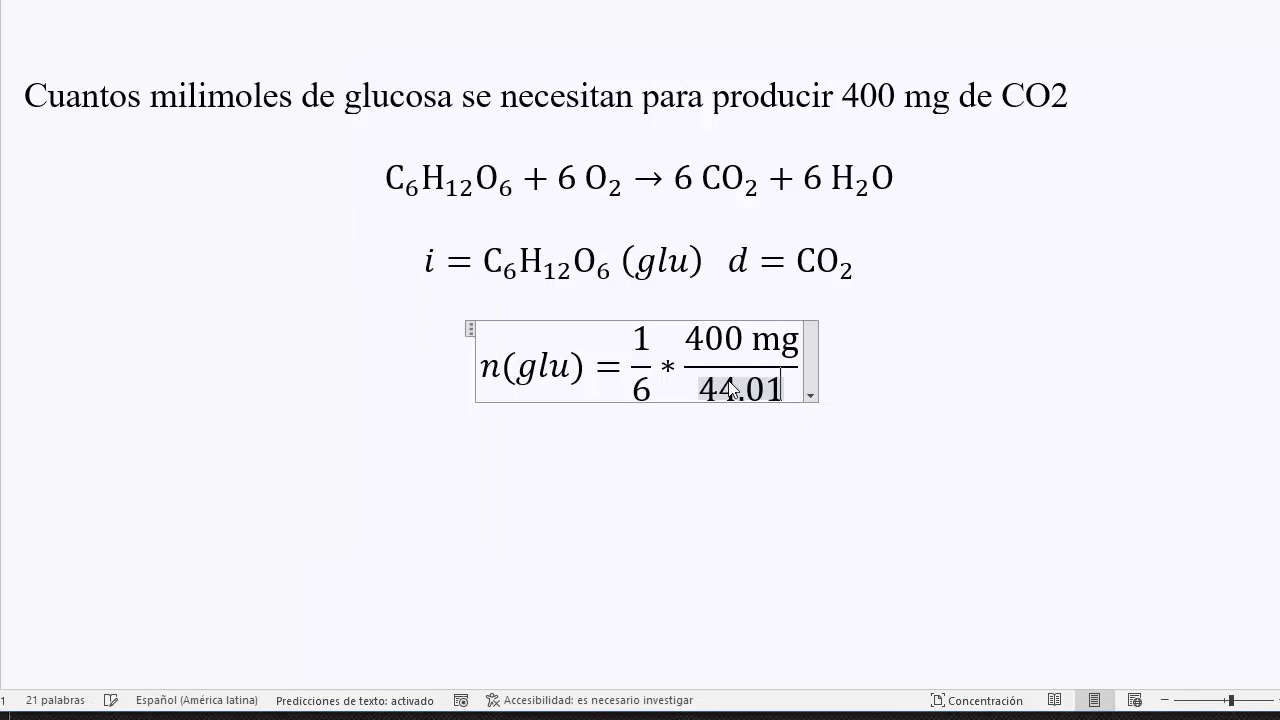 Cuantos milimoles de glucosa se necesitan para producir 400 mg de CO2
C₆H₁₂O₆ + 6 O₂ → 6 CO₂ + 6 H₂O
i = C₆H₁₂O₆ (glu) d = CO₂
n(glu) = 1/6 * 400 mg/44.01
1 21 palabras Español (América latina) Predicciones de texto: activado Accesibilidad: es necesario investigar Concentración